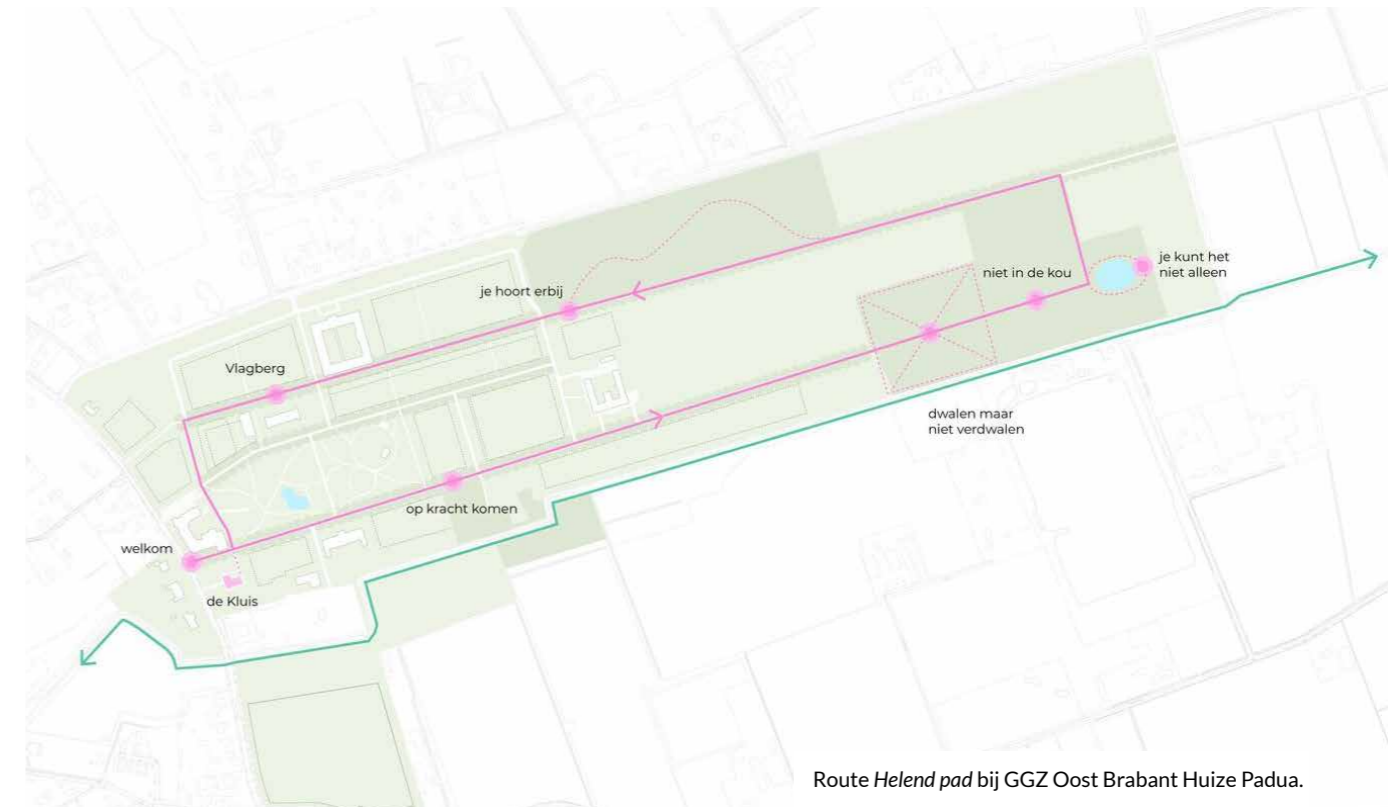 je kunt het
niet alleen
niet in de kou
je hoort erbij
Vlagberg
dwalen maar
niet verdwalen
op kracht komen
welkom
de Kluis
Route Helend pad bij GGZ Oost Brabant Huize Padua.